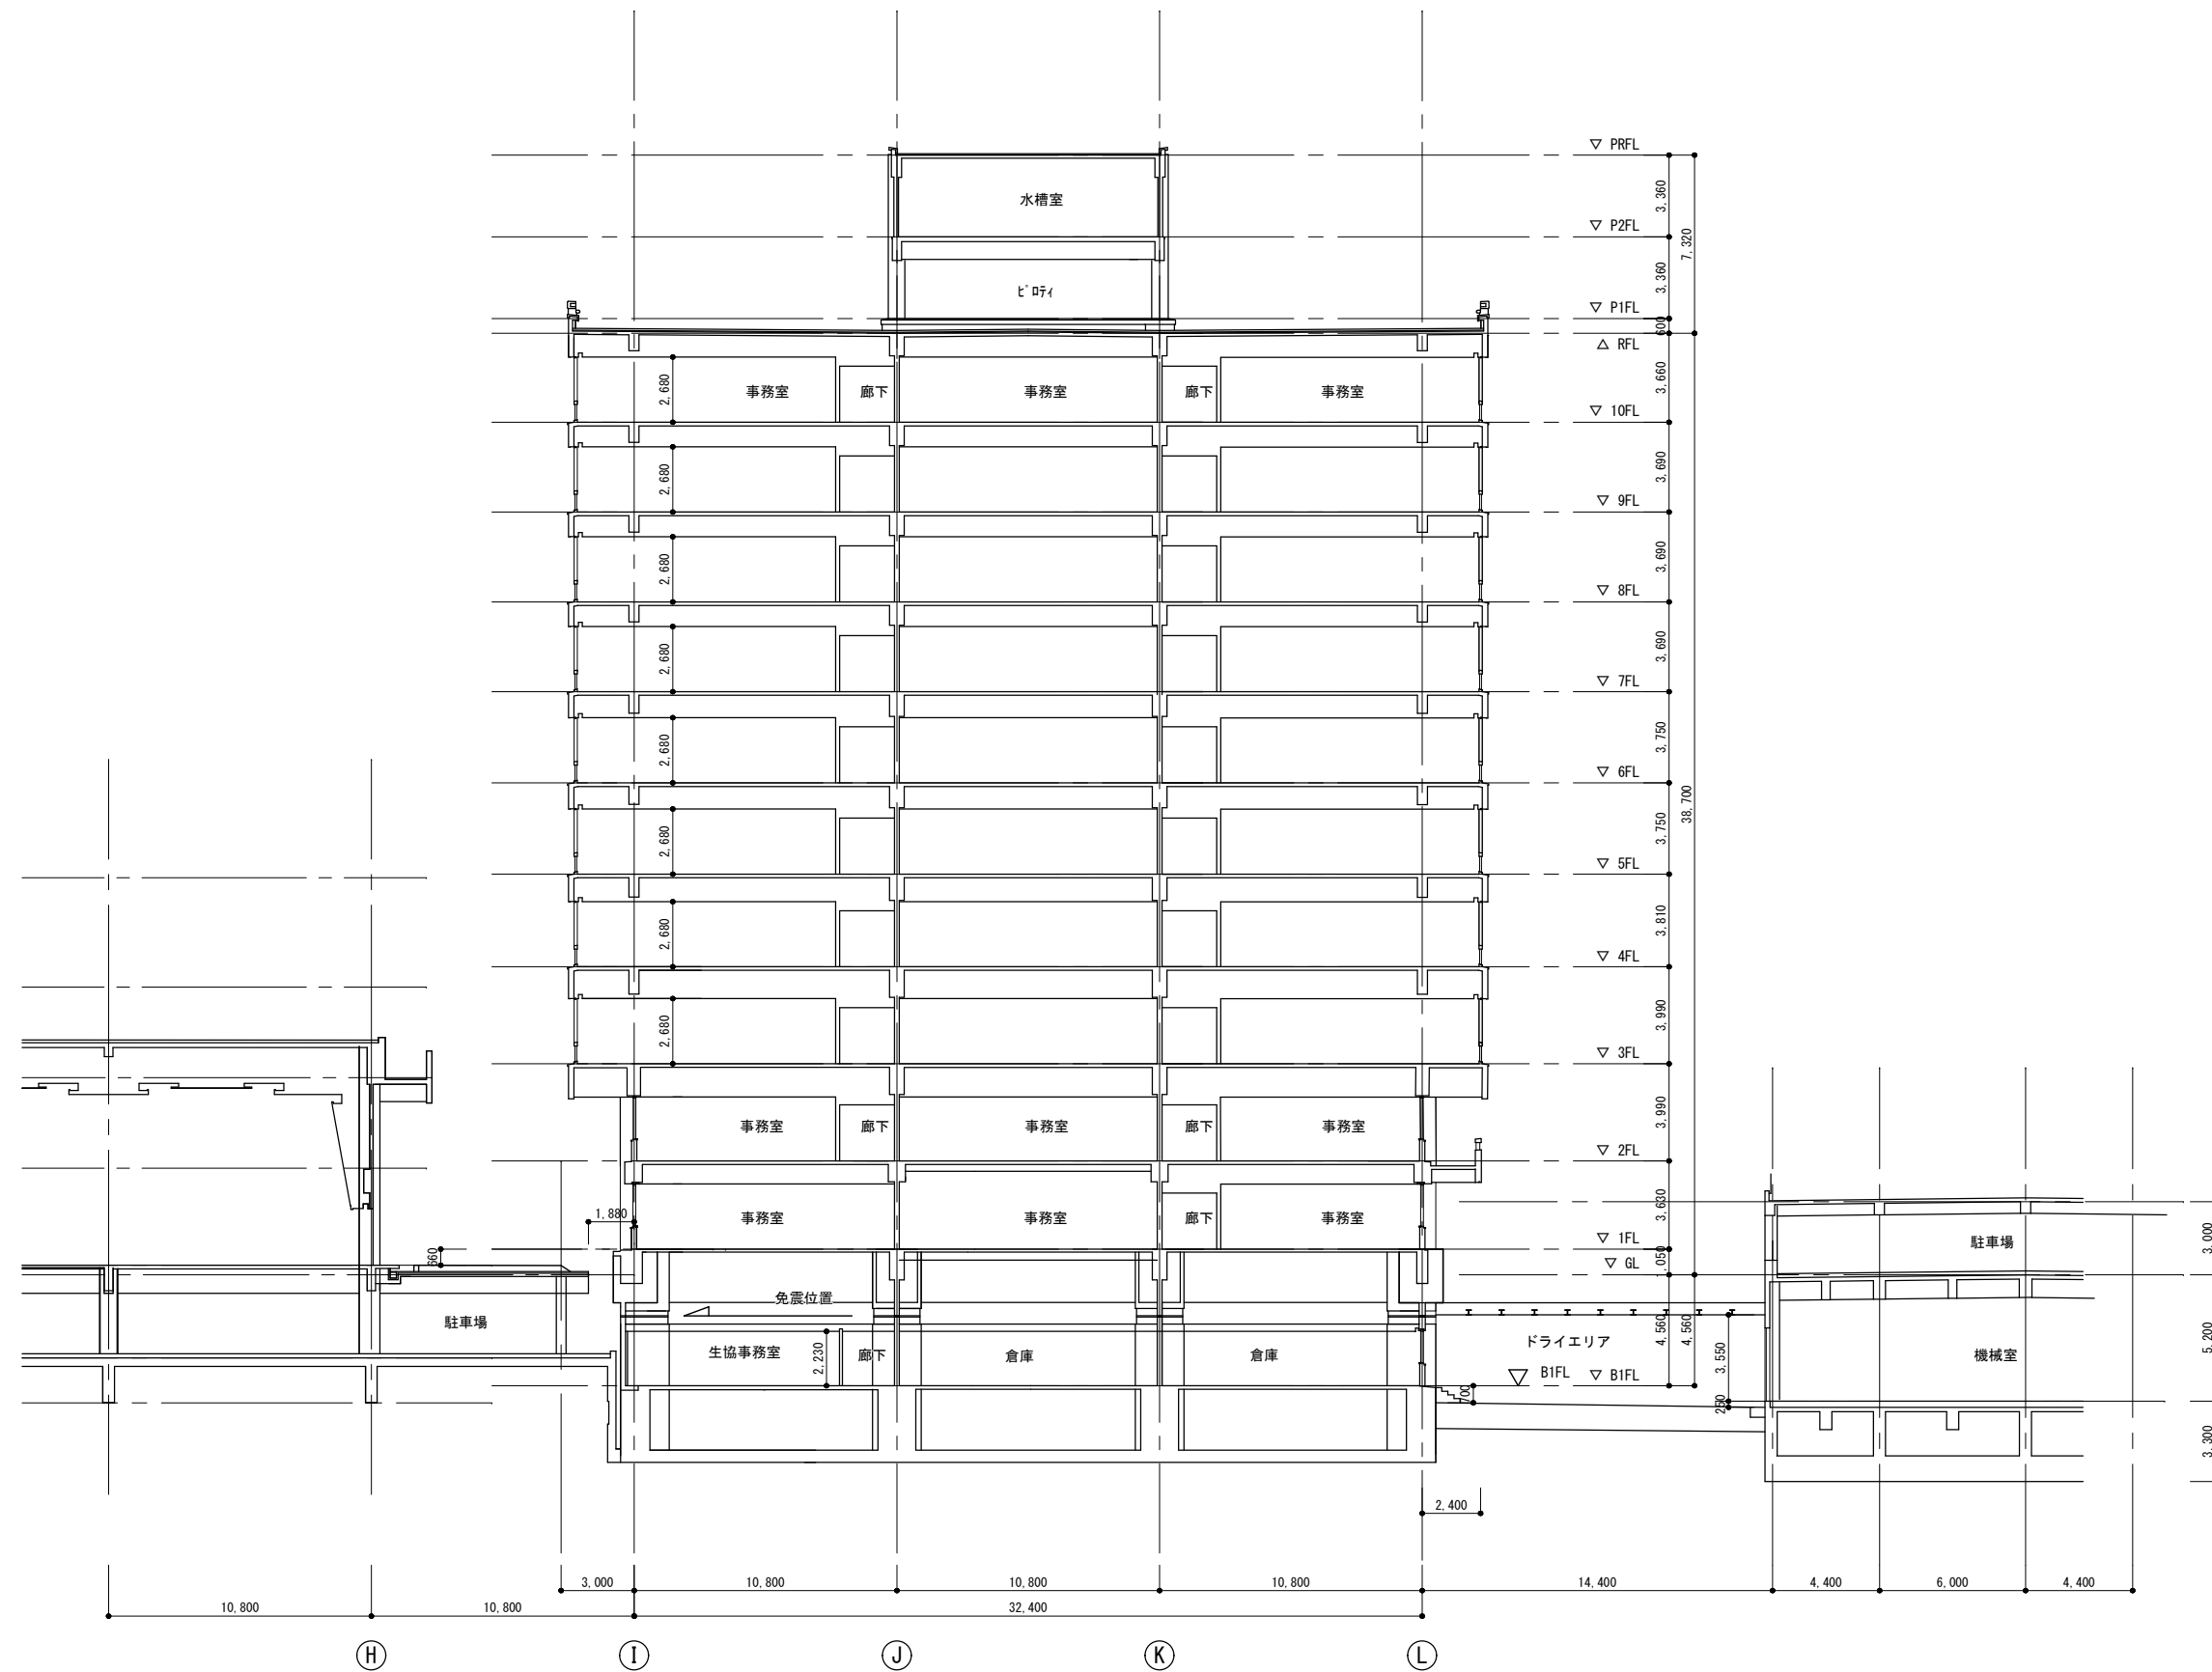 ▽ PRFL
3,360
水槽室
▽ P2FL
7,320
3,360
ピロティ
▽ P1FL
600
△ RFL
3,660
2,680
事務室
廊下
事務室
廊下
事務室
▽ 10FL
2,680
3,690
▽ 9FL
2,680
3,690
▽ 8FL
2,680
3,690
▽ 7FL
2,680
3,750
▽ 6FL
38,700
2,680
3,750
▽ 5FL
2,680
3,810
▽ 4FL
2,680
3,990
▽ 3FL
事務室
廊下
事務室
廊下
事務室
3,990
▽ 2FL
1,880
事務室
事務室
廊下
事務室
3,630
660
▽ 1FL
駐車場
3,000
▽ GL
1,050
免震位置
駐車場
4,560
4,560
ドライエリア
生協事務室
2,230
廊下
倉庫
倉庫
3,550
機械室
5,200
▽ B1FL
▽ B1FL
700
250
3,300
2,400
3,000
10,800
10,800
10,800
14,400
4,400
6,000
4,400
10,800
10,800
32,400
H
I
J
K
L